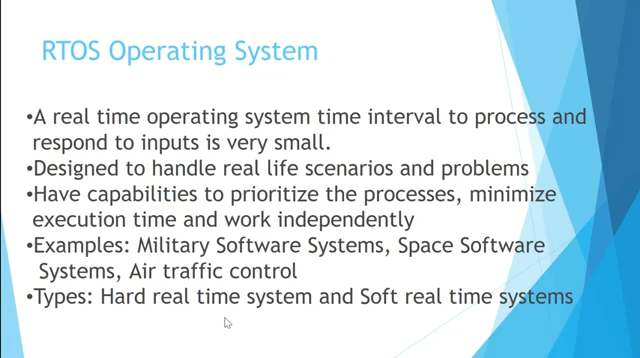 RTOS Operating System
•A real time operating system time interval to process and
respond to inputs is very small.
•Designed to handle real life scenarios and problems
•Have capabilities to prioritize the processes, minimize
execution time and work independently
•Examples: Military Software Systems, Space Software
Systems, Air traffic control
•Types: Hard real time system and Soft real time systems